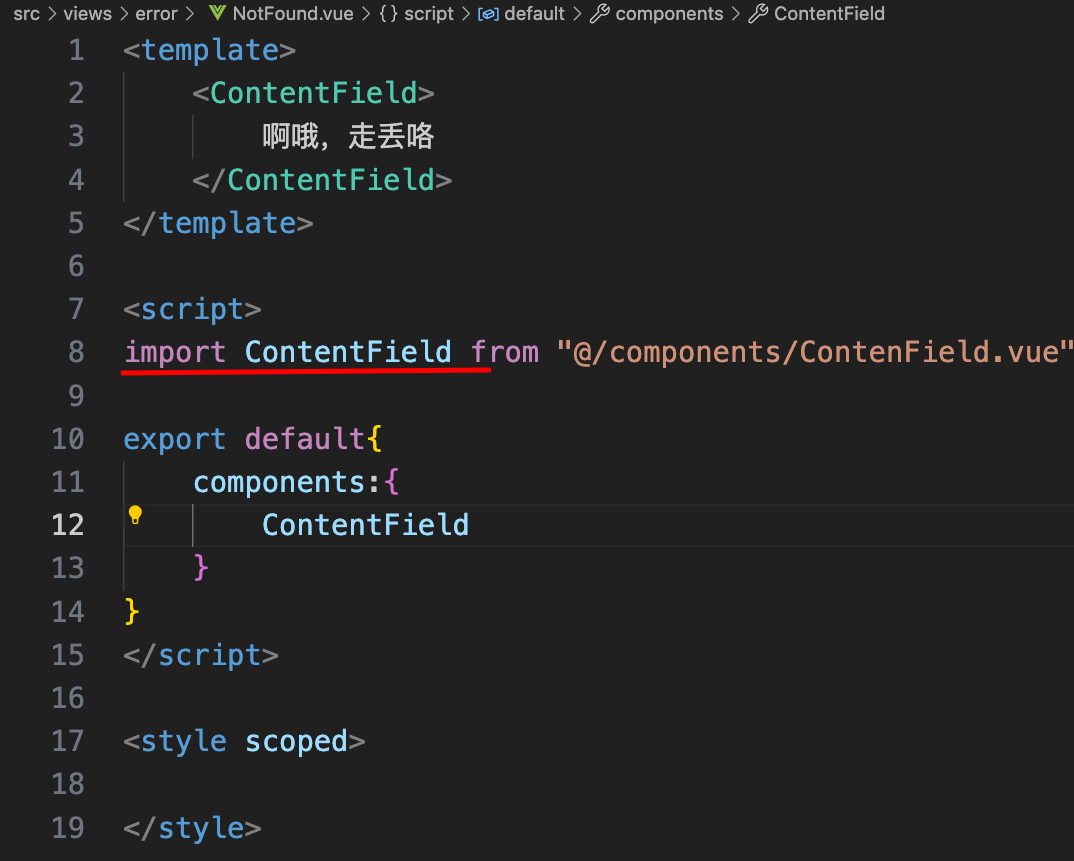 src > views > error > NotFound.vue > {} script > default > components > ContentField
1 <template>
2     <ContentField>
3         啊哦，走丢咯
4     </ContentField>
5 </template>
6
7 <script>
8 import ContentField from "@/components/ContenField.vue"
9
10 export default{
11     components:{
12         ContentField
13     }
14 }
15 </script>
16
17 <style scoped>
18
19 </style>